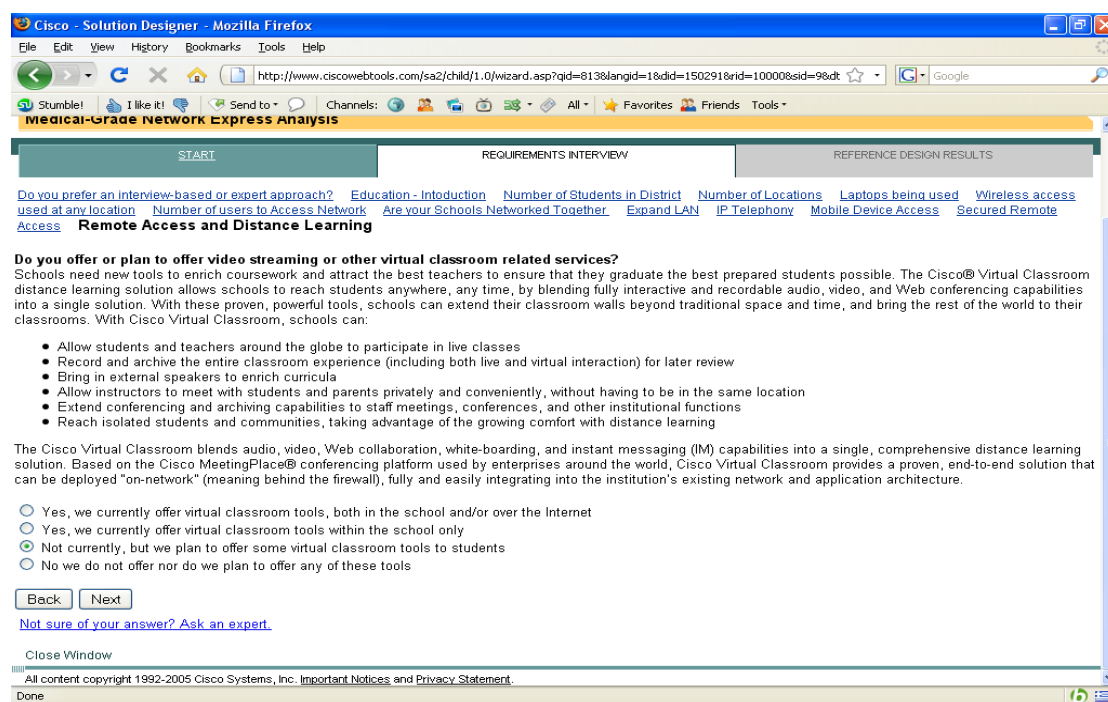 Cisco - Solution Designer - Mozilla Firefox
File Edit View History Bookmarks Tools Help
http://www.ciscowebtools.com/sa2/child/1.0/wizard.asp?qid=813&langid=1&did=150291&rid=10000&sid=9&dt
Google
Stumble! I like it! Send to Channels: All Favorites Friends Tools
Medical-Grade Network Express Analysis
START REQUIREMENTS INTERVIEW REFERENCE DESIGN RESULTS
Do you prefer an interview-based or expert approach? Education - Intoduction Number of Students in District Number of Locations Laptops being used Wireless access
used at any location Number of users to Access Network Are your Schools Networked Together Expand LAN IP Telephony Mobile Device Access Secured Remote
Access Remote Access and Distance Learning
Do you offer or plan to offer video streaming or other virtual classroom related services?
Schools need new tools to enrich coursework and attract the best teachers to ensure that they graduate the best prepared students possible. The Cisco® Virtual Classroom
distance learning solution allows schools to reach students anywhere, any time, by blending fully interactive and recordable audio, video, and Web conferencing capabilities
into a single solution. With these proven, powerful tools, schools can extend their classroom walls beyond traditional space and time, and bring the rest of the world to their
classrooms. With Cisco Virtual Classroom, schools can:
• Allow students and teachers around the globe to participate in live classes
• Record and archive the entire classroom experience (including both live and virtual interaction) for later review
• Bring in external speakers to enrich curricula
• Allow instructors to meet with students and parents privately and conveniently, without having to be in the same location
• Extend conferencing and archiving capabilities to staff meetings, conferences, and other institutional functions
• Reach isolated students and communities, taking advantage of the growing comfort with distance learning
The Cisco Virtual Classroom blends audio, video, Web collaboration, white-boarding, and instant messaging (IM) capabilities into a single, comprehensive distance learning
solution. Based on the Cisco MeetingPlace® conferencing platform used by enterprises around the world, Cisco Virtual Classroom provides a proven, end-to-end solution that
can be deployed "on-network" (meaning behind the firewall), fully and easily integrating into the institution's existing network and application architecture.
Yes, we currently offer virtual classroom tools, both in the school and/or over the Internet
Yes, we currently offer virtual classroom tools within the school only
Not currently, but we plan to offer some virtual classroom tools to students
No we do not offer nor do we plan to offer any of these tools
Back Next
Not sure of your answer? Ask an expert.
Close Window
All content copyright 1992-2005 Cisco Systems, Inc. Important Notices and Privacy Statement.
Done